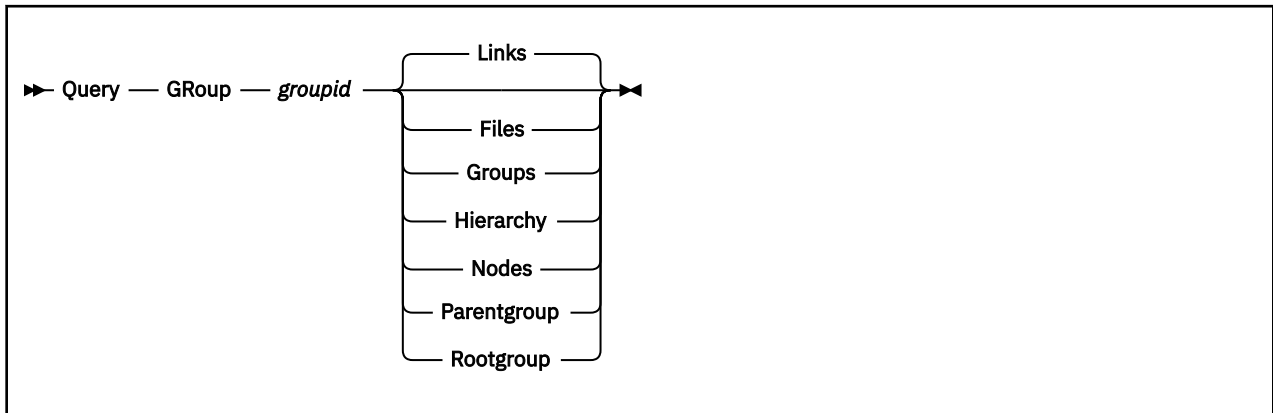 Links
Query GRoup groupid
Files
Groups
Hierarchy
Nodes
Parentgroup
Rootgroup